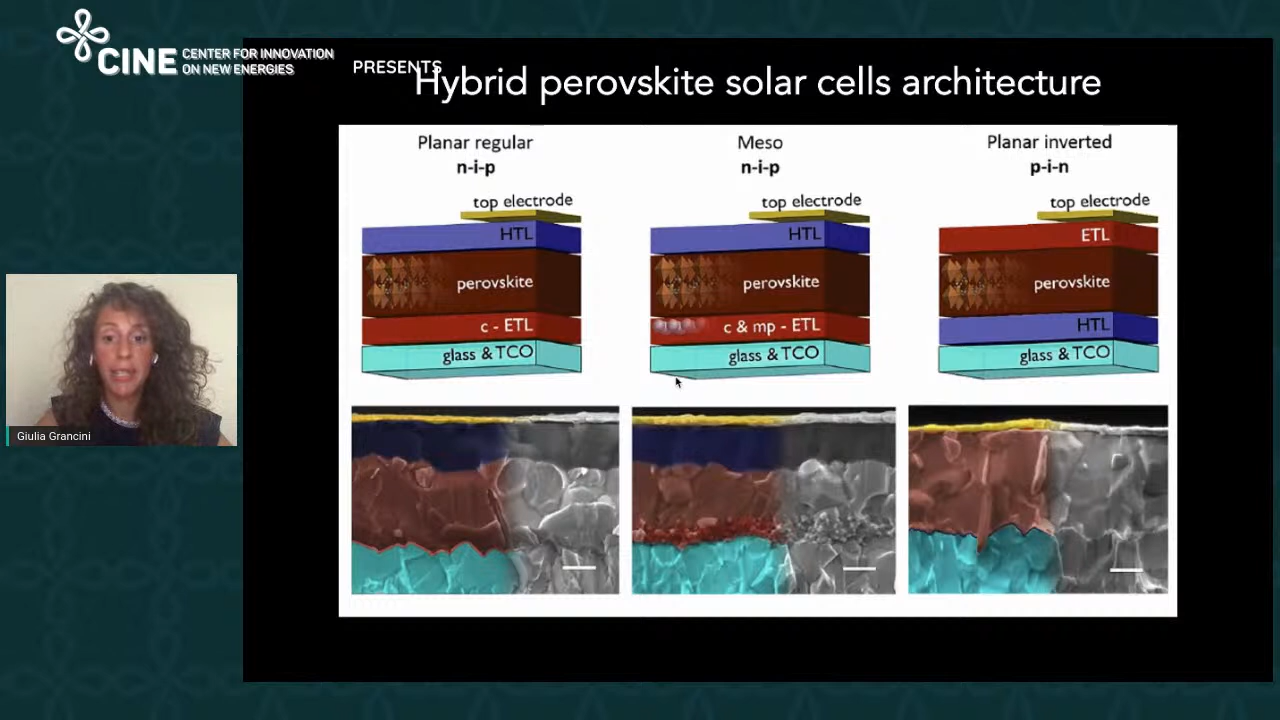 CINE CENTER FOR INNOVATION
ON NEW ENERGIES
PRESENTS
Hybrid perovskite solar cells architecture
Planar regular
n-i-p
top electrode
HTL
perovskite
c - ETL
glass & TCO
Meso
n-i-p
top electrode
HTL
perovskite
c & mp - ETL
glass & TCO
Planar inverted
p-i-n
top electrode
ETL
perovskite
HTL
glass & TCO
Giulia Grancini